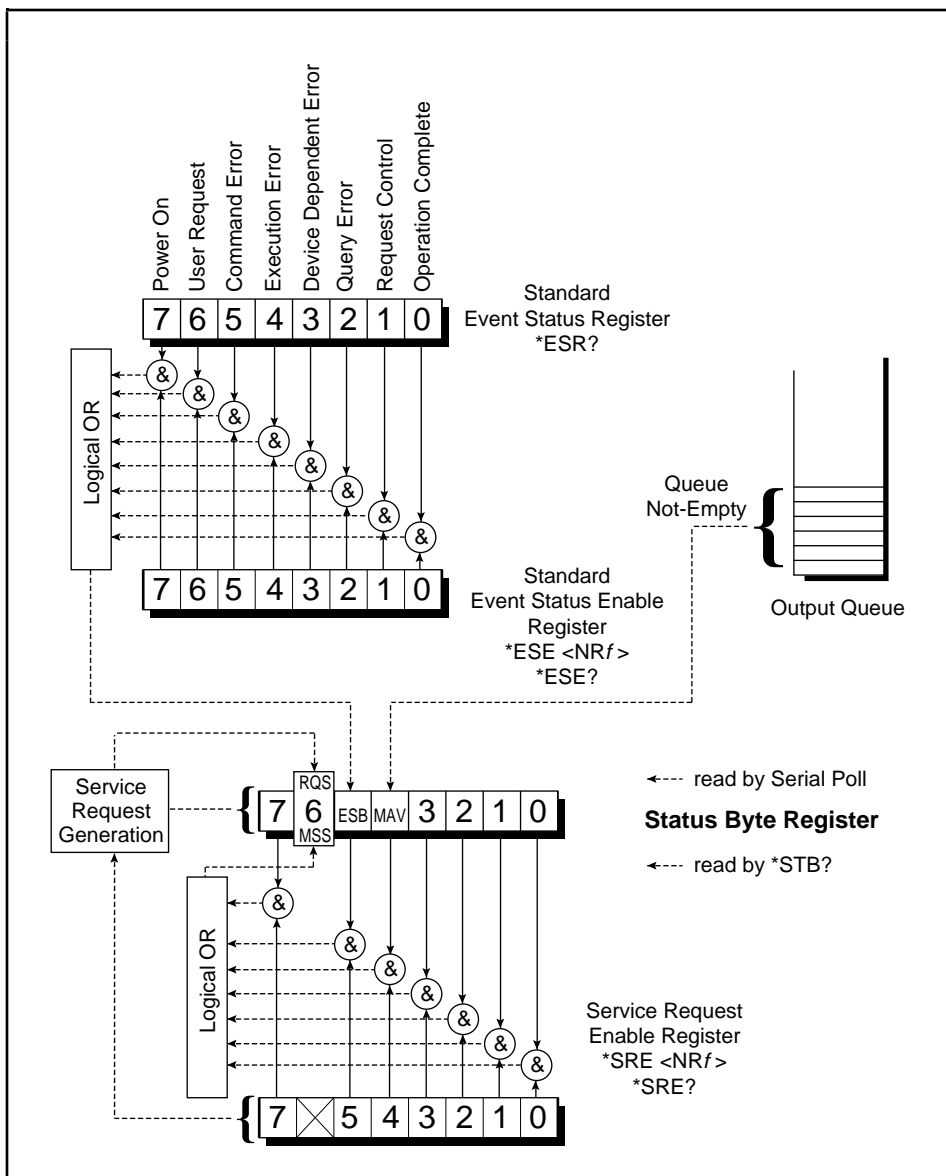 Power On
User Request
Command Error
Execution Error
Device Dependent Error
Query Error
Request Control
Operation Complete
7 6 5 4 3 2 1 0
Standard
Event Status Register
*ESR?
Logical OR
&
&
&
&
&
&
&
&
Queue
Not-Empty
Output Queue
7 6 5 4 3 2 1 0
Standard
Event Status Enable
Register
*ESE <NRf>
*ESE?
Service
Request
Generation
RQS
7 6 ESB MAV 3 2 1 0
MSS
read by Serial Poll
Status Byte Register
read by *STB?
Logical OR
&
&
&
&
&
&
&
Service Request
Enable Register
*SRE <NRf>
*SRE?
7 5 4 3 2 1 0